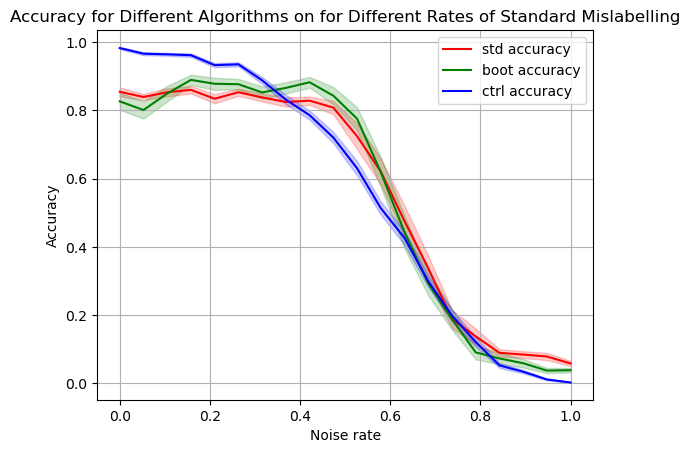 Accuracy for Different Algorithms on for Different Rates of Standard Mislabelling
1.0
0.8
0.6
0.4
0.2
0.0
Accuracy
std accuracy
boot accuracy
ctrl accuracy
0.0 0.2 0.4 0.6 0.8 1.0
Noise rate